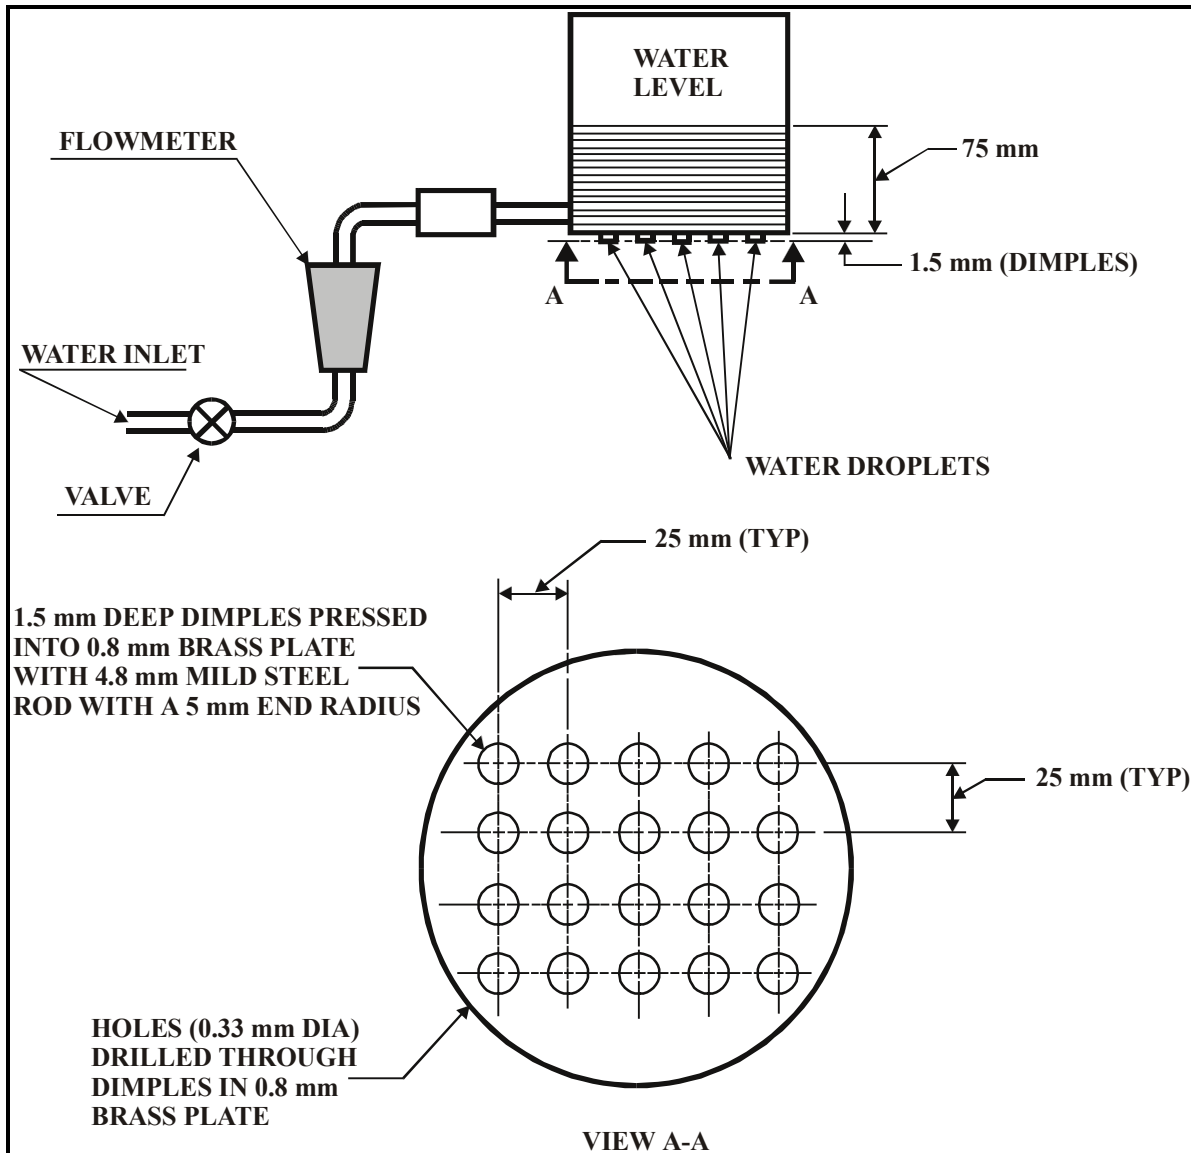 WATER
LEVEL
FLOWMETER
75 mm
1.5 mm (DIMPLES)
A
A
WATER INLET
WATER DROPLETS
VALVE
25 mm (TYP)
1.5 mm DEEP DIMPLES PRESSED
INTO 0.8 mm BRASS PLATE
WITH 4.8 mm MILD STEEL
ROD WITH A 5 mm END RADIUS
25 mm (TYP)
HOLES (0.33 mm DIA)
DRILLED THROUGH
DIMPLES IN 0.8 mm
BRASS PLATE
VIEW A-A